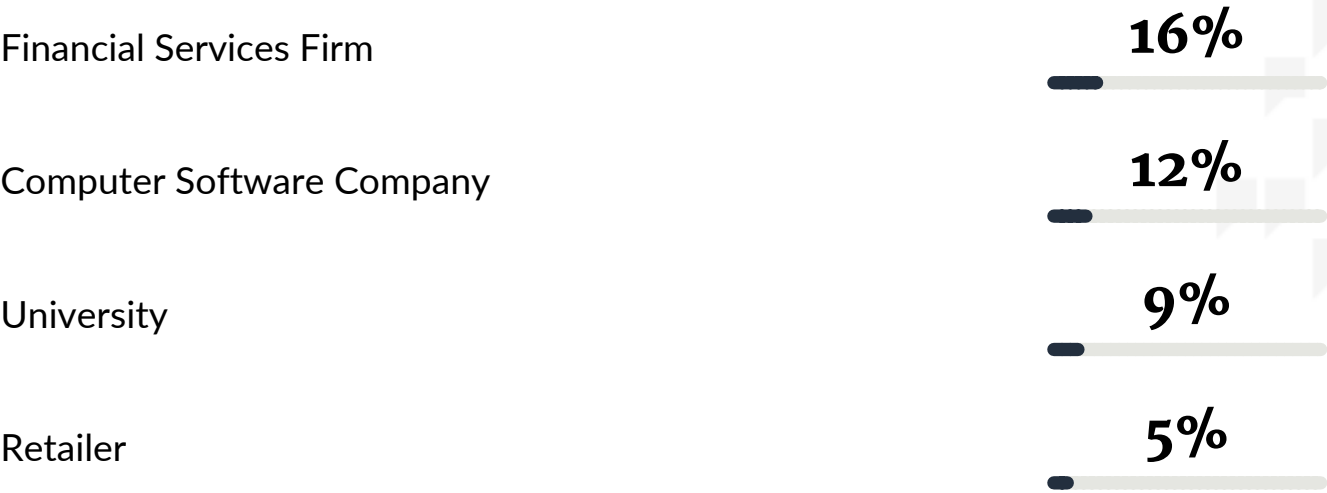 Financial Services Firm
16%
Computer Software Company
12%
University
9%
Retailer
5%